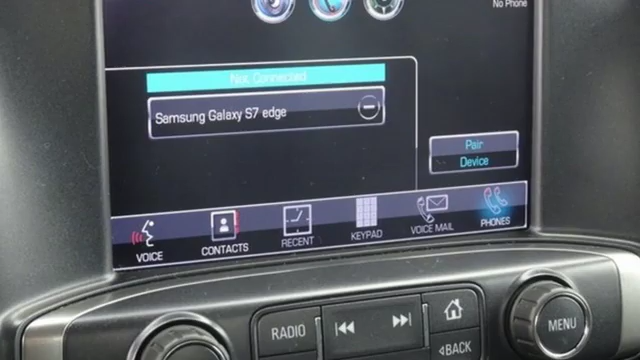 No Phone
Not Connected
Samsung Galaxy S7 edge
Pair
Device
VOICE
CONTACTS
RECENT
KEYPAD
VOICE MAIL
PHONES
RADIO
MENU
BACK